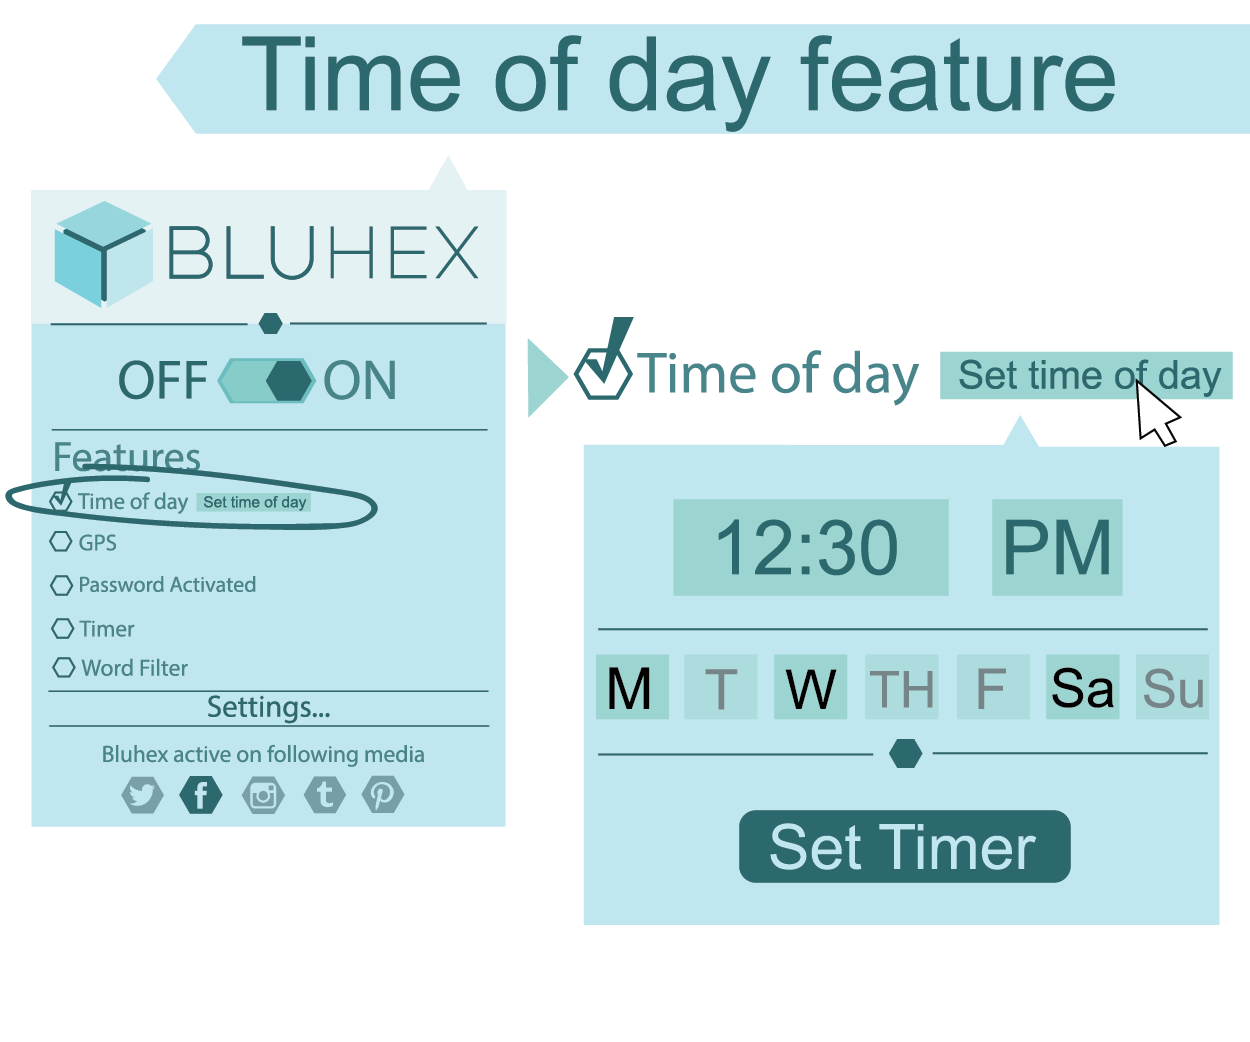 Time of day feature
BLUHEX
OFF ON
Features
Time of day Set time of day
GPS
Password Activated
Timer
Word Filter
Settings...
Bluhex active on following media
f t
Time of day Set time of day
12:30 PM
M T W TH F Sa Su
Set Timer